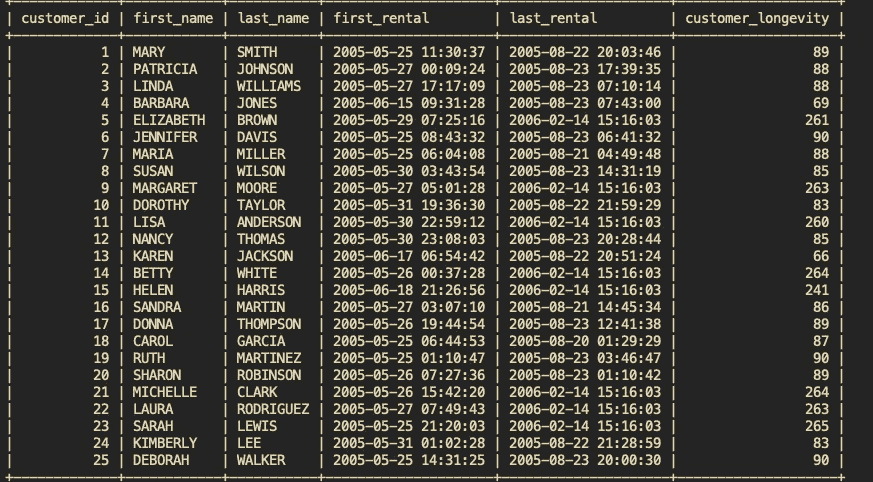 | customer_id | first_name | last_name | first_rental | last_rental | customer_longevity |
| 1 | MARY | SMITH | 2005-05-25 11:30:37 | 2005-08-22 20:03:46 | 89 |
| 2 | PATRICIA | JOHNSON | 2005-05-27 00:09:24 | 2005-08-23 17:39:35 | 88 |
| 3 | LINDA | WILLIAMS | 2005-05-27 17:17:09 | 2005-08-23 07:10:14 | 88 |
| 4 | BARBARA | JONES | 2005-06-15 09:31:28 | 2005-08-23 07:43:00 | 69 |
| 5 | ELIZABETH | BROWN | 2005-05-29 07:25:16 | 2006-02-14 15:16:03 | 261 |
| 6 | JENNIFER | DAVIS | 2005-05-25 08:43:32 | 2005-08-23 06:41:32 | 90 |
| 7 | MARIA | MILLER | 2005-05-25 06:04:08 | 2005-08-21 04:49:48 | 88 |
| 8 | SUSAN | WILSON | 2005-05-30 03:43:54 | 2005-08-23 14:31:19 | 85 |
| 9 | MARGARET | MOORE | 2005-05-27 05:01:28 | 2006-02-14 15:16:03 | 263 |
| 10 | DOROTHY | TAYLOR | 2005-05-31 19:36:30 | 2005-08-22 21:59:29 | 83 |
| 11 | LISA | ANDERSON | 2005-05-30 22:59:12 | 2006-02-14 15:16:03 | 260 |
| 12 | NANCY | THOMAS | 2005-05-30 23:08:03 | 2005-08-23 20:28:44 | 85 |
| 13 | KAREN | JACKSON | 2005-06-17 06:54:42 | 2005-08-22 20:51:24 | 66 |
| 14 | BETTY | WHITE | 2005-05-26 00:37:28 | 2006-02-14 15:16:03 | 264 |
| 15 | HELEN | HARRIS | 2005-06-18 21:26:56 | 2006-02-14 15:16:03 | 241 |
| 16 | SANDRA | MARTIN | 2005-05-27 03:07:10 | 2005-08-21 14:45:34 | 86 |
| 17 | DONNA | THOMPSON | 2005-05-26 19:44:54 | 2005-08-23 12:41:38 | 89 |
| 18 | CAROL | GARCIA | 2005-05-25 06:44:53 | 2005-08-20 01:29:29 | 87 |
| 19 | RUTH | MARTINEZ | 2005-05-25 01:10:47 | 2005-08-23 03:46:47 | 90 |
| 20 | SHARON | ROBINSON | 2005-05-26 07:27:36 | 2005-08-23 01:10:42 | 89 |
| 21 | MICHELLE | CLARK | 2005-05-26 15:42:20 | 2006-02-14 15:16:03 | 264 |
| 22 | LAURA | RODRIGUEZ | 2005-05-27 07:49:43 | 2006-02-14 15:16:03 | 263 |
| 23 | SARAH | LEWIS | 2005-05-25 21:20:03 | 2006-02-14 15:16:03 | 265 |
| 24 | KIMBERLY | LEE | 2005-05-31 01:02:28 | 2005-08-22 21:28:59 | 83 |
| 25 | DEBORAH | WALKER | 2005-05-25 14:31:25 | 2005-08-23 20:00:30 | 90 |